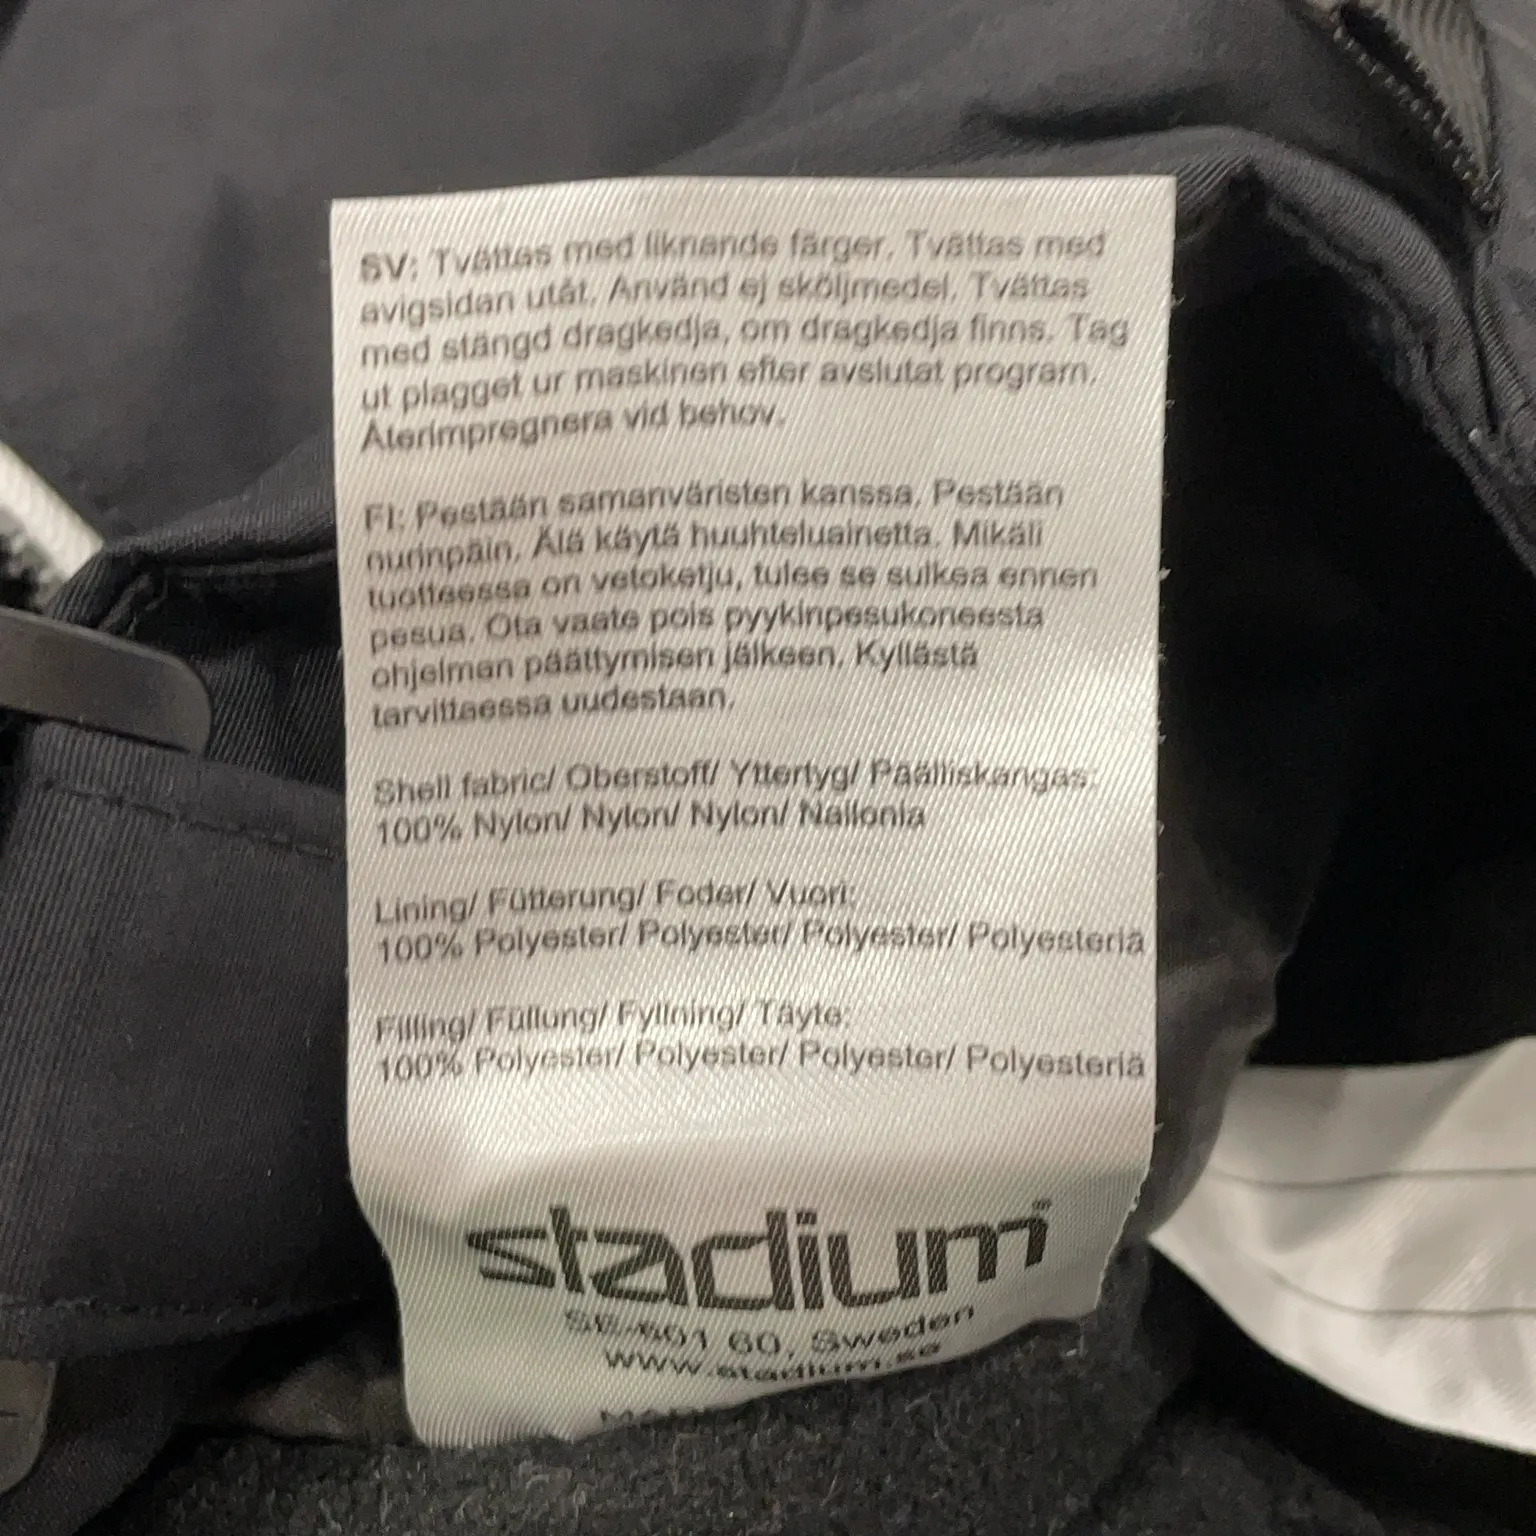 SV: Tvättas med liknande färger. Tvättas med
avigsidan utåt. Använd ej sköljmedel. Tvättas
med stängd dragkedja, om dragkedja finns. Tag
ut plagget ur maskinen efter avslutat program.
Återimpregnera vid behov.
FI: Pestään samanväristen kanssa. Pestään
nurinpäin. Älä käytä huuhteluainetta. Mikäli
tuotteessa on vetoketju, tulee se sulkea ennen
pesua. Ota vaate pois pyykinpesukoneesta
ohjelman päättymisen jälkeen. Kyllästä
tarvittaessa uudestaan.
Shell fabric/ Oberstoff/ Yttertyg/ Päälliskangas:
100% Nylon/ Nylon/ Nylon/ Nailonia
Lining/ Fütterung/ Foder/ Vuori:
100% Polyester/ Polyester/ Polyester/ Polyesteriä
Filling/ Füllung/ Fyllning/ Täyte:
100% Polyester/ Polyester/ Polyester/ Polyesteriä
stadium™
SE-601 60, Sweden
www.stadium.se